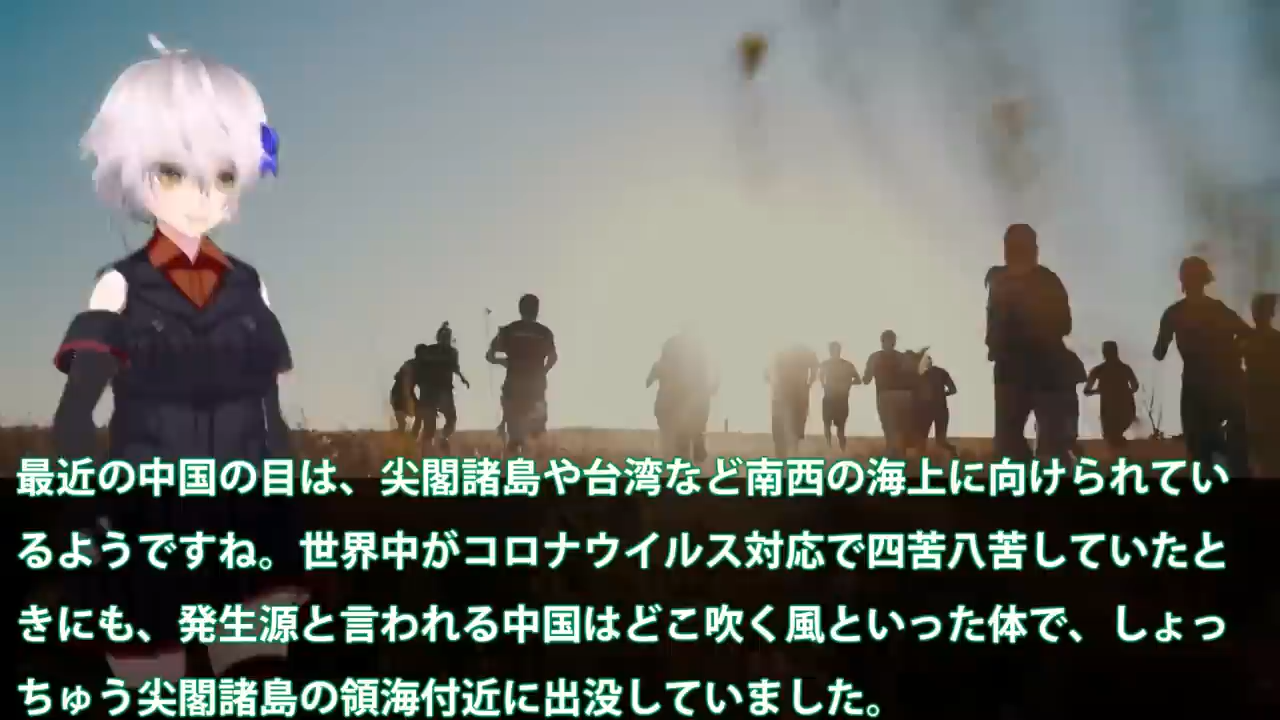 最近の中国の目は、尖閣諸島や台湾など南西の海上に向けられてい
るようですね。世界中がコロナウイルス対応で四苦八苦していたと
きにも、発生源と言われる中国はどこ吹く風といった体で、しょっ
ちゅう尖閣諸島の領海付近に出没していました。